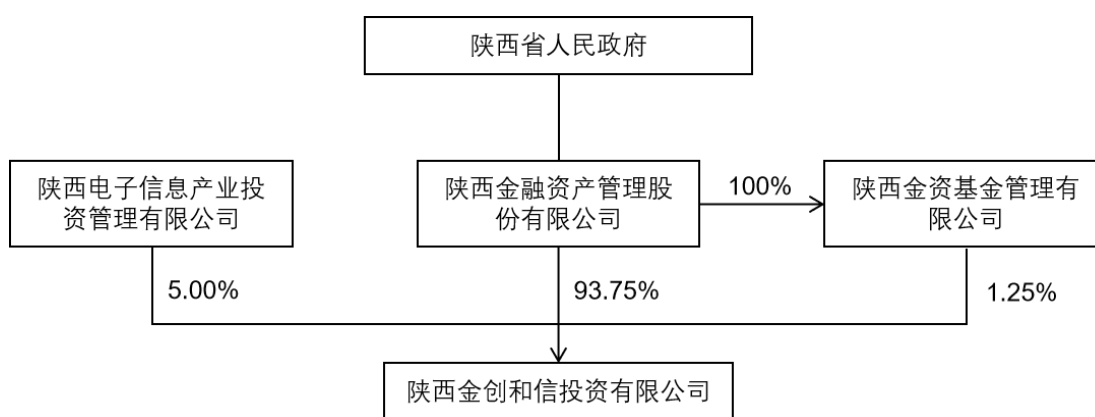 陕西省人民政府
陕西电子信息产业投
资管理有限公司
陕西金融资产管理股
份有限公司
100%
陕西金资基金管理有
限公司
5.00%
93.75%
1.25%
陕西金创和信投资有限公司